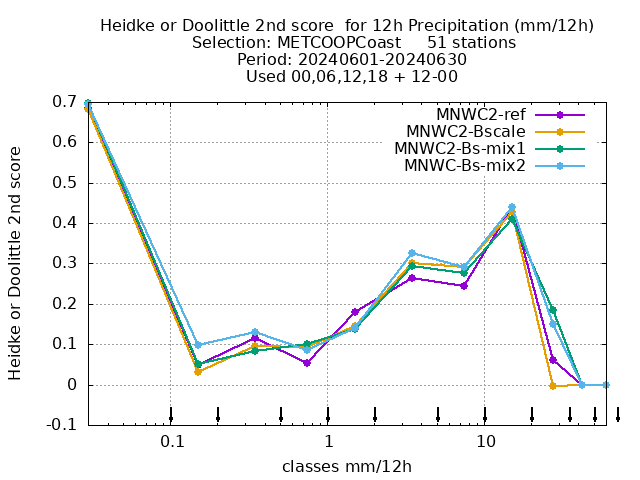 Heidke or Doolittle 2nd score  for 12h Precipitation (mm/12h)
Selection: METCOOPCoast     51 stations
Period: 20240601-20240630
Used 00,06,12,18 + 12-00
MNWC2-ref
MNWC2-Bscale
MNWC2-Bs-mix1
MNWC-Bs-mix2
Heidke or Doolittle 2nd score
0.7
0.6
0.5
0.4
0.3
0.2
0.1
0
-0.1
0.1
1
10
classes mm/12h